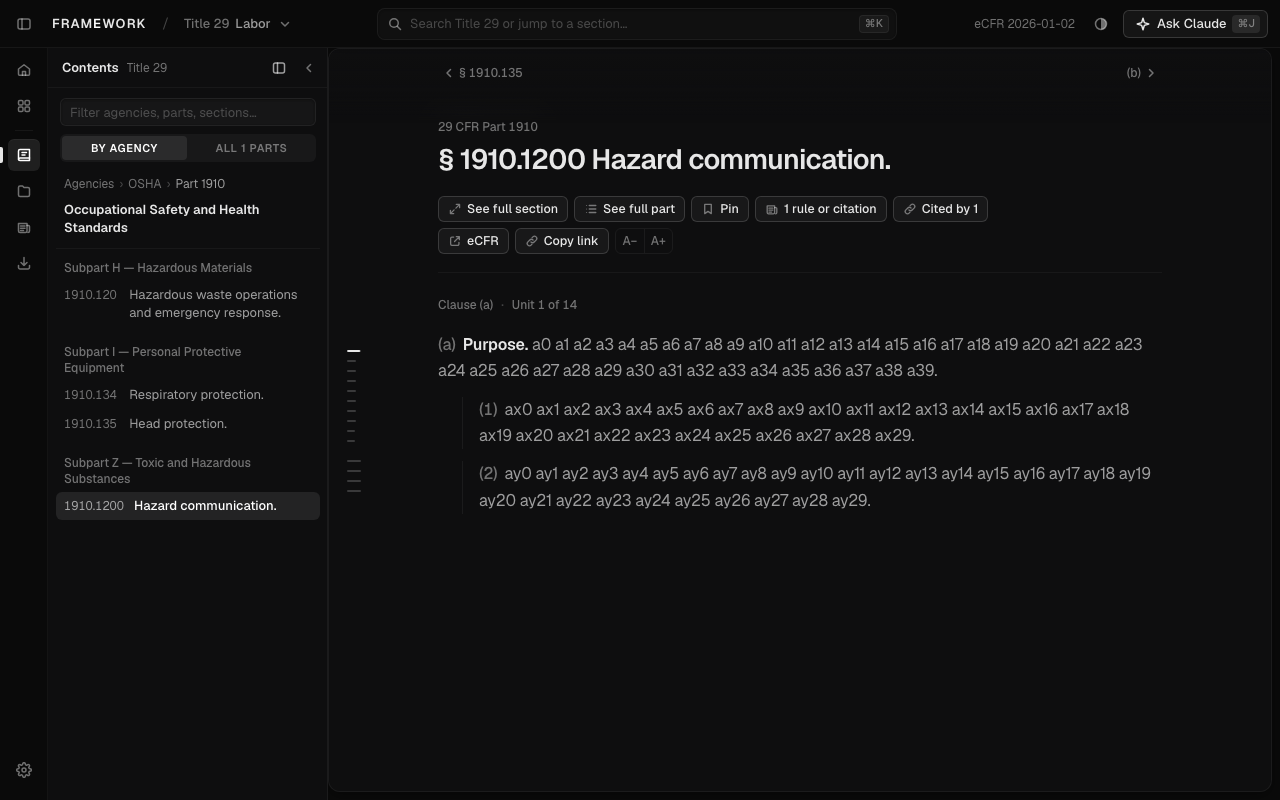 FRAMEWORK / Title 29 Labor
Search Title 29 or jump to a section… ⌘K
eCFR 2026-01-02
Ask Claude ⌘J
Contents Title 29
Filter agencies, parts, sections…
BY AGENCY ALL 1 PARTS
Agencies › OSHA › Part 1910
Occupational Safety and Health
Standards
Subpart H — Hazardous Materials
1910.120 Hazardous waste operations
and emergency response.
Subpart I — Personal Protective
Equipment
1910.134 Respiratory protection.
1910.135 Head protection.
Subpart Z — Toxic and Hazardous
Substances
1910.1200 Hazard communication.
§ 1910.135 (b)
29 CFR Part 1910
§ 1910.1200 Hazard communication.
See full section See full part Pin 1 rule or citation Cited by 1
eCFR Copy link A− A+
Clause (a) · Unit 1 of 14
(a) Purpose. a0 a1 a2 a3 a4 a5 a6 a7 a8 a9 a10 a11 a12 a13 a14 a15 a16 a17 a18 a19 a20 a21 a22 a23
a24 a25 a26 a27 a28 a29 a30 a31 a32 a33 a34 a35 a36 a37 a38 a39.
(1) ax0 ax1 ax2 ax3 ax4 ax5 ax6 ax7 ax8 ax9 ax10 ax11 ax12 ax13 ax14 ax15 ax16 ax17 ax18
ax19 ax20 ax21 ax22 ax23 ax24 ax25 ax26 ax27 ax28 ax29.
(2) ay0 ay1 ay2 ay3 ay4 ay5 ay6 ay7 ay8 ay9 ay10 ay11 ay12 ay13 ay14 ay15 ay16 ay17 ay18 ay19
ay20 ay21 ay22 ay23 ay24 ay25 ay26 ay27 ay28 ay29.